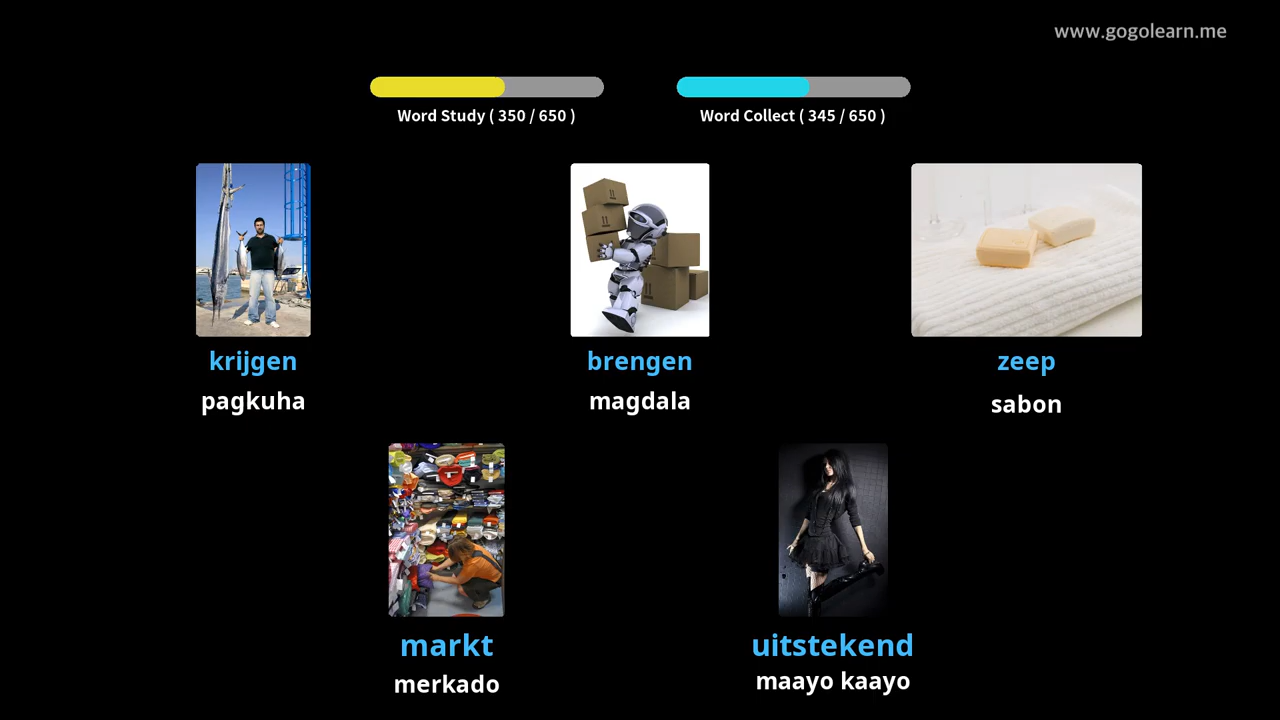 www.gogolearn.me
Word Study ( 350 / 650 )
Word Collect ( 345 / 650 )
krijgen
pagkuha
brengen
magdala
zeep
sabon
markt
merkado
uitstekend
maayo kaayo